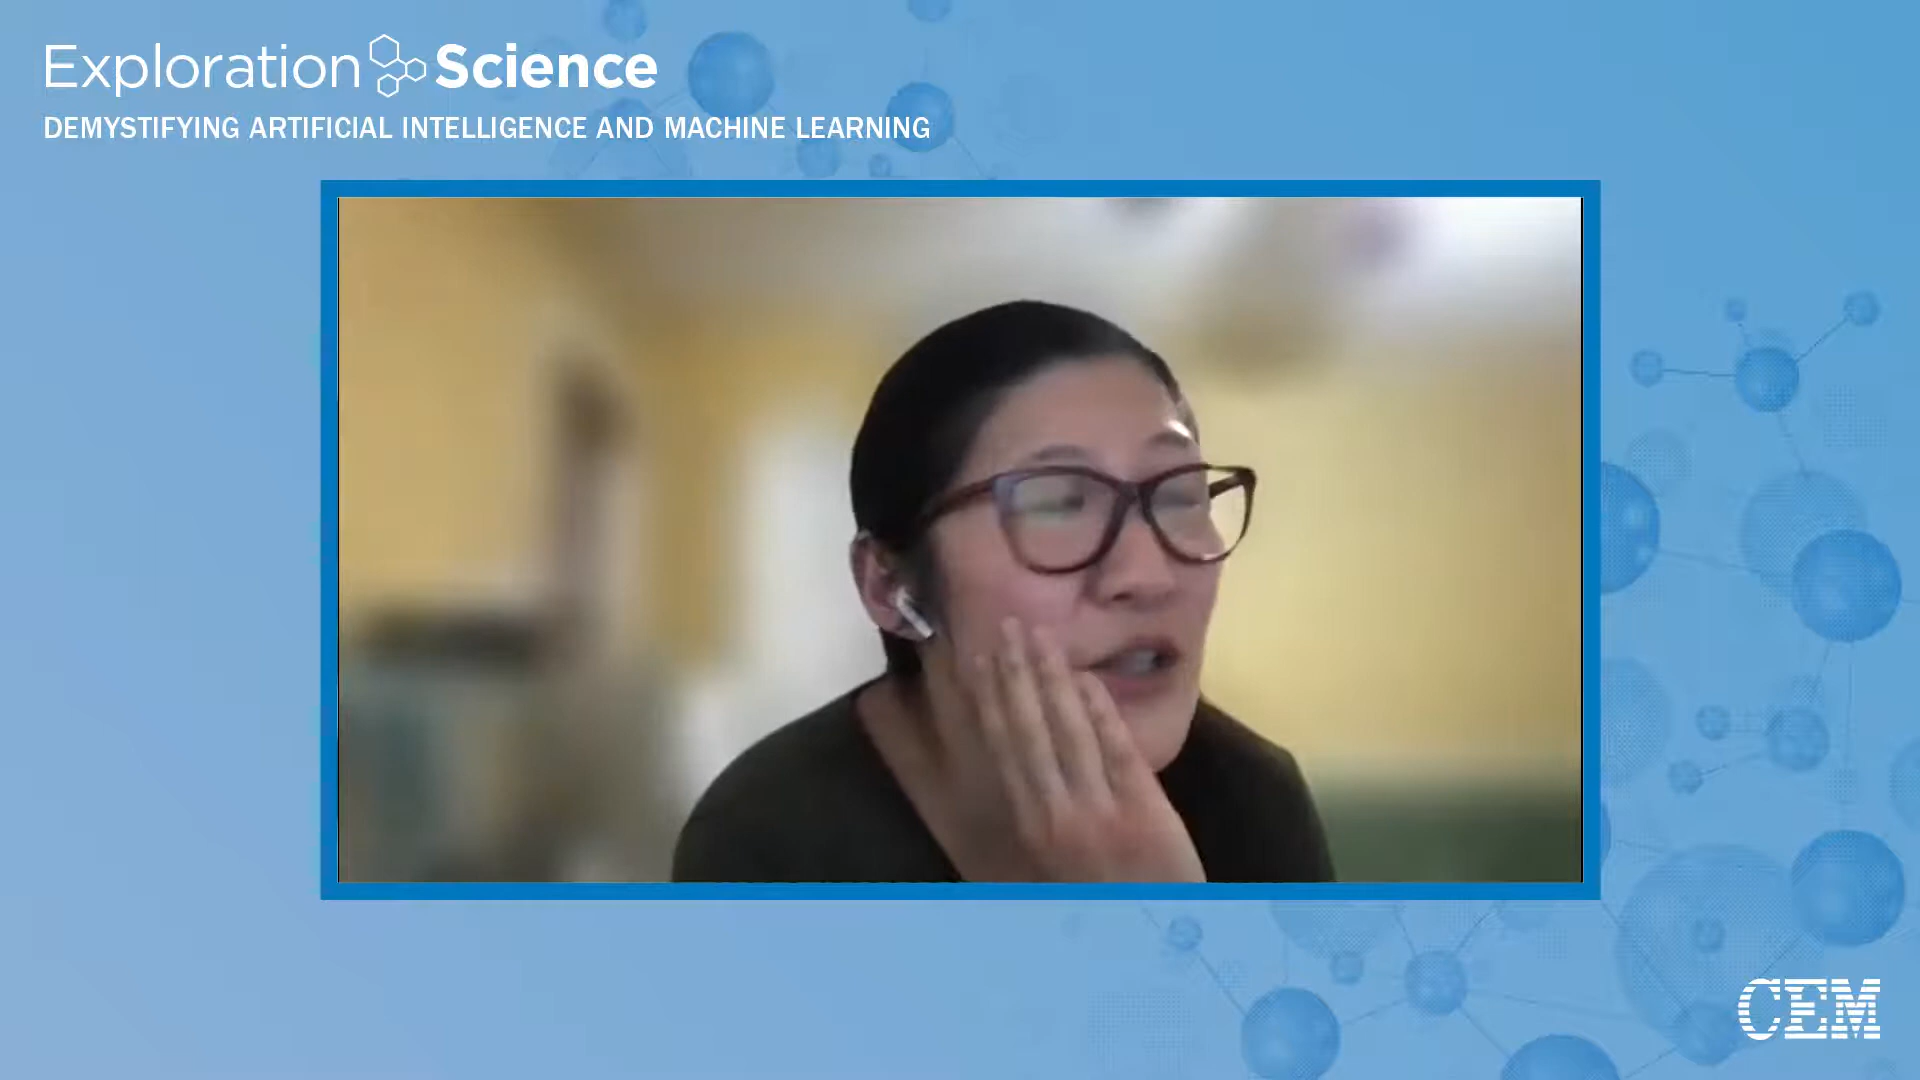 Exploration Science
DEMYSTIFYING ARTIFICIAL INTELLIGENCE AND MACHINE LEARNING
CEM